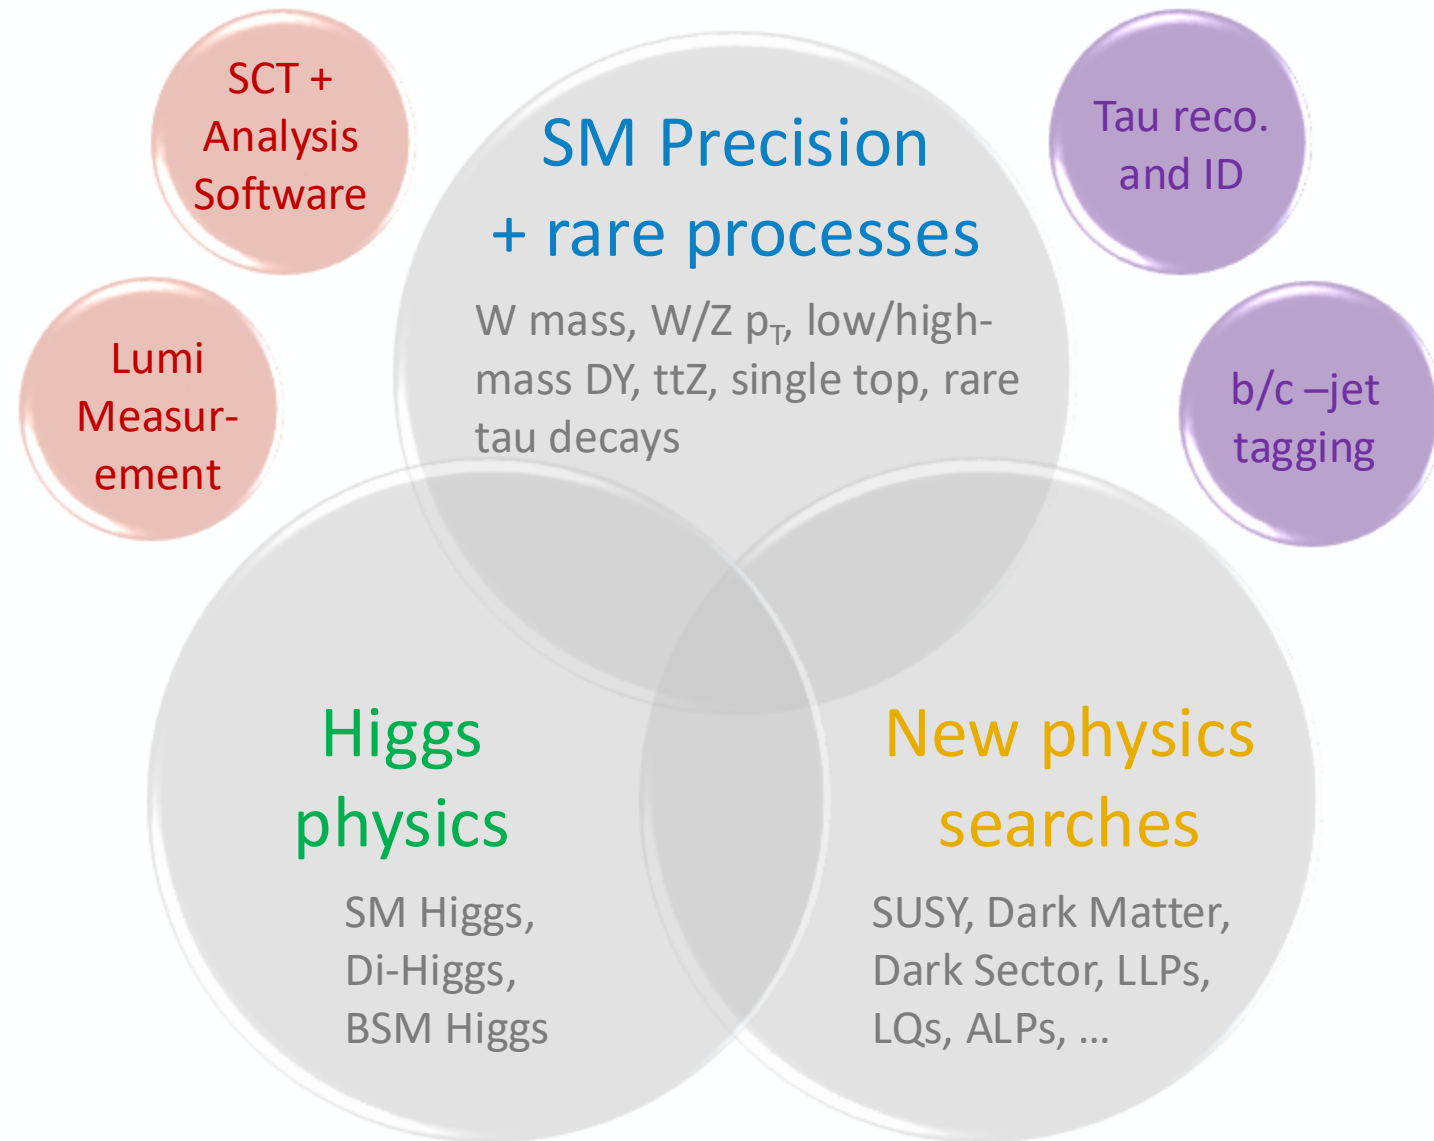 SCT +
Analysis
Software
Lumi
Measur-
ement
SM Precision
+ rare processes
W mass, W/Z pT, low/high-
mass DY, ttZ, single top, rare
tau decays
Tau reco.
and ID
b/c –jet
tagging
Higgs
physics
SM Higgs,
Di-Higgs,
BSM Higgs
New physics
searches
SUSY, Dark Matter,
Dark Sector, LLPs,
LQs, ALPs, ...